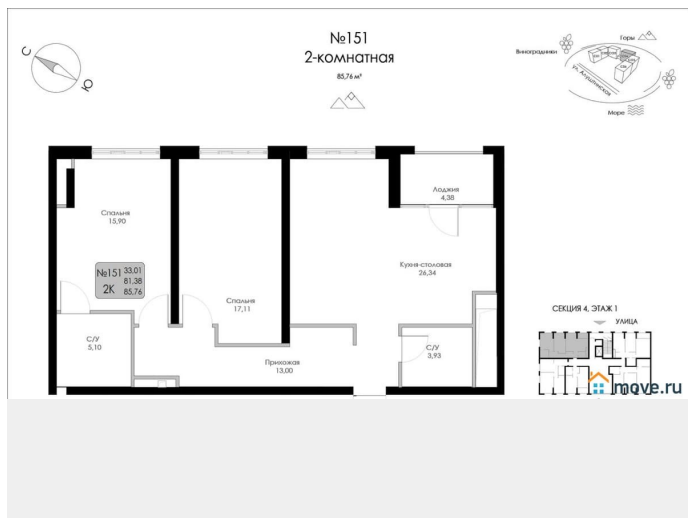 №151
2-комнатная
85,76 м²
С
Ю
Горы
Виноградники
ул. Алуштинская
Море
Лоджия
4,38
Спальня
15,90
№151 33,01
81,38
2К 85,76
Кухня-столовая
26,34
Спальня
17,11
С/У
5,10
С/У
3,93
Прихожая
13,00
СЕКЦИЯ 4, ЭТАЖ 1
УЛИЦА
move.ru